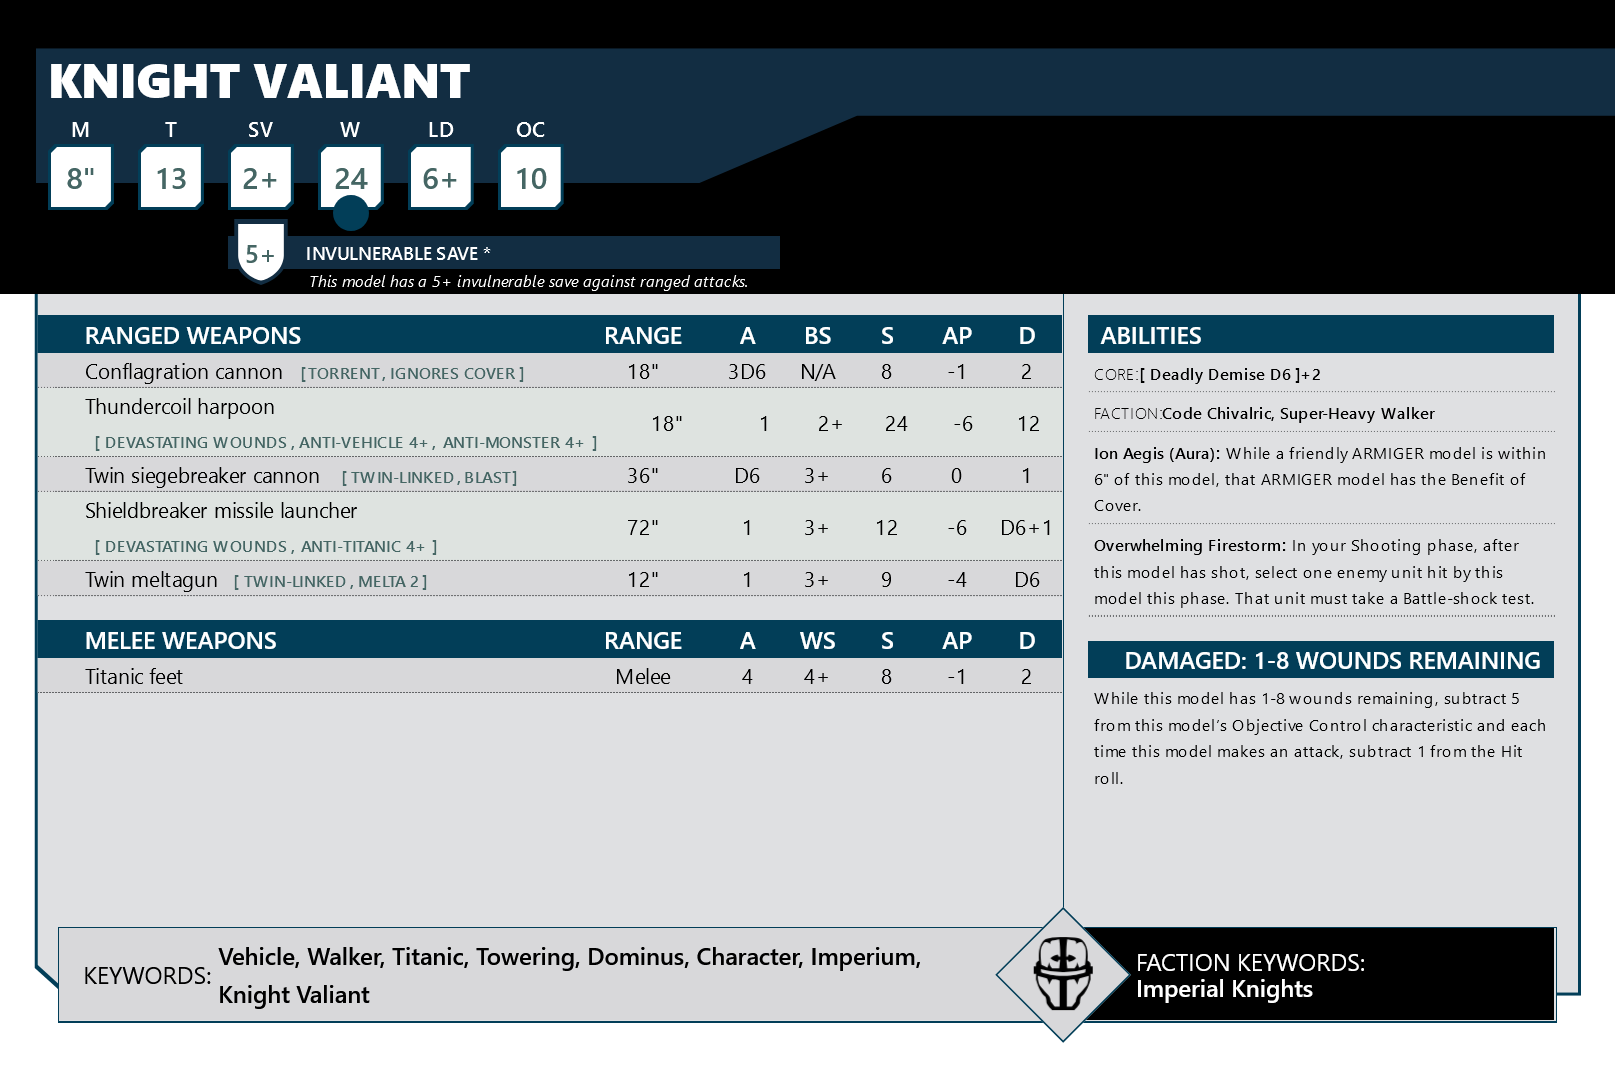 KNIGHT VALIANT
M T SV W LD OC
8" 13 2+ 24 6+ 10
5+ INVULNERABLE SAVE *
This model has a 5+ invulnerable save against ranged attacks.
RANGED WEAPONS RANGE A BS S AP D
Conflagration cannon [TORRENT, IGNORES COVER] 18" 3D6 N/A 8 -1 2
Thundercoil harpoon
[ DEVASTATING WOUNDS , ANTI-VEHICLE 4+ , ANTI-MONSTER 4+ ] 18" 1 2+ 24 -6 12
Twin siegebreaker cannon [ TWIN-LINKED , BLAST] 36" D6 3+ 6 0 1
Shieldbreaker missile launcher
[ DEVASTATING WOUNDS , ANTI-TITANIC 4+ ] 72" 1 3+ 12 -6 D6+1
Twin meltagun [ TWIN-LINKED , MELTA 2 ] 12" 1 3+ 9 -4 D6
MELEE WEAPONS RANGE A WS S AP D
Titanic feet Melee 4 4+ 8 -1 2
ABILITIES
CORE:[ Deadly Demise D6 ]+2
FACTION:Code Chivalric, Super-Heavy Walker
Ion Aegis (Aura): While a friendly ARMIGER model is within
6" of this model, that ARMIGER model has the Benefit of
Cover.
Overwhelming Firestorm: In your Shooting phase, after
this model has shot, select one enemy unit hit by this
model this phase. That unit must take a Battle-shock test.
DAMAGED: 1-8 WOUNDS REMAINING
While this model has 1-8 wounds remaining, subtract 5
from this model's Objective Control characteristic and each
time this model makes an attack, subtract 1 from the Hit
roll.
KEYWORDS: Vehicle, Walker, Titanic, Towering, Dominus, Character, Imperium,
Knight Valiant
FACTION KEYWORDS:
Imperial Knights